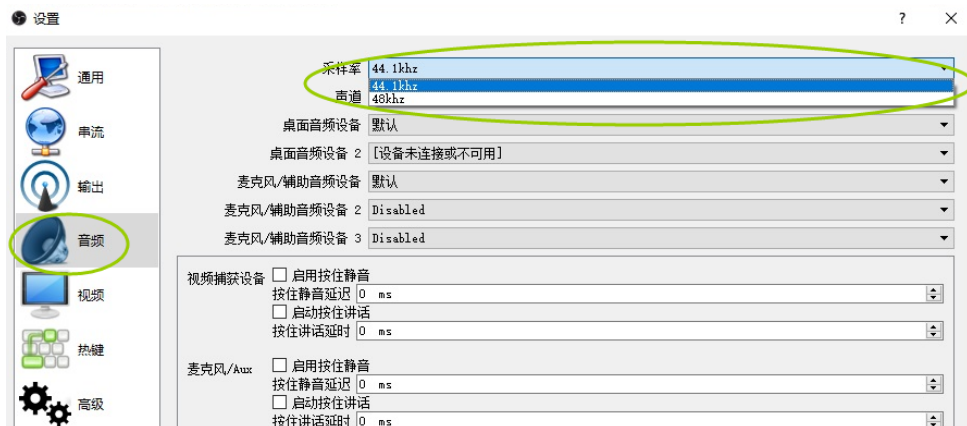 设置
?
通用
串流
输出
音频
视频
热键
高级
采样率 44.1khz
44.1khz
48khz
声道
桌面音频设备 默认
桌面音频设备 2 [设备未连接或不可用]
麦克风/辅助音频设备 默认
麦克风/辅助音频设备 2 Disabled
麦克风/辅助音频设备 3 Disabled
视频捕获设备 启用按住静音
按住静音延迟 0 ms
启动按住讲话
按住讲话延时 0 ms
麦克风/Aux 启用按住静音
按住静音延迟 0 ms
启动按住讲话
按住讲话延时 0 ms